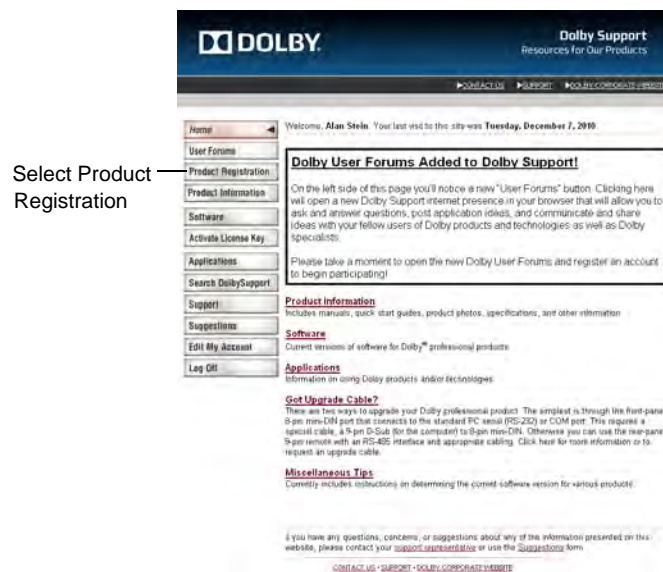 DOLBY.
Dolby Support
Resources for Our Products
CONTACT US SUPPORT DOLBY CORPORATE WEBSITE
Select Product
Registration
Home
User Forums
Product Registration
Product Information
Software
Activate License Key
Applications
Search DolbySupport
Support
Suggestions
Edit My Account
Log Off
Welcome, Alan Stein. Your last visit to this site was Tuesday, December 7, 2010.
Dolby User Forums Added to Dolby Support!
On the left side of this page you'll notice a new "User Forums" button. Clicking here
will open a new Dolby Support internet presence in your browser that will allow you to
ask and answer questions, post application ideas, and communicate and share
ideas with your fellow users of Dolby products and technologies as well as Dolby
specialists.
Please take a moment to open the new Dolby User Forums and register an account
to begin participating!
Product Information
Includes manuals, quick start guides, product photos, specifications, and other information
Software
Current versions of software for Dolby® professional products
Applications
Information on using Dolby products and/or technologies
Got Upgrade Cable?
There are two ways to upgrade your Dolby professional product. The simplest is through the front-pane
8-pin mini-DIN port that connects to the standard PC serial (RS-232) or COM port. This requires a
special cable, a 9-pin D-Sub (for the computer) to 8-pin mini-DIN. Otherwise you can use the rear-pane
9-pin remote with an RS-485 interface and appropriate cabling. Click here for more information or to
request an upgrade cable.
Miscellaneous Tips
Currently includes instructions on determining the current software version for various products.
If you have any questions, concerns, or suggestions about any of the information presented on this
website, please contact your support representative or use the Suggestions form.
CONTACT US • SUPPORT • DOLBY CORPORATE WEBSITE